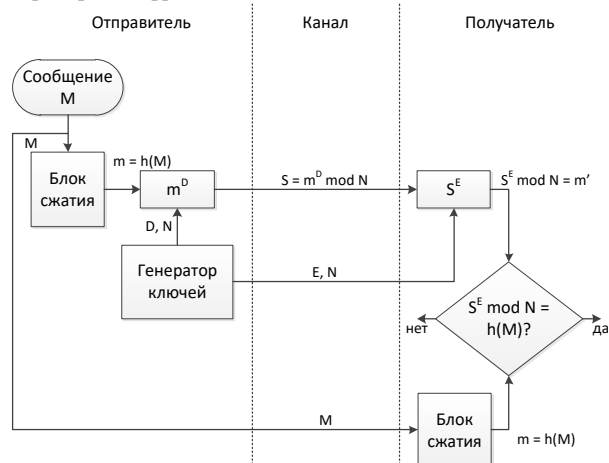 Отправитель Канал Получатель
Сообщение
M
M
m = h(M)
Блок
сжатия
m^D
S = m^D mod N
S^E
S^E mod N = m’
D, N
Генератор
ключей
E, N
S^E mod N =
h(M)?
нет
да
M
Блок
сжатия
m = h(M)